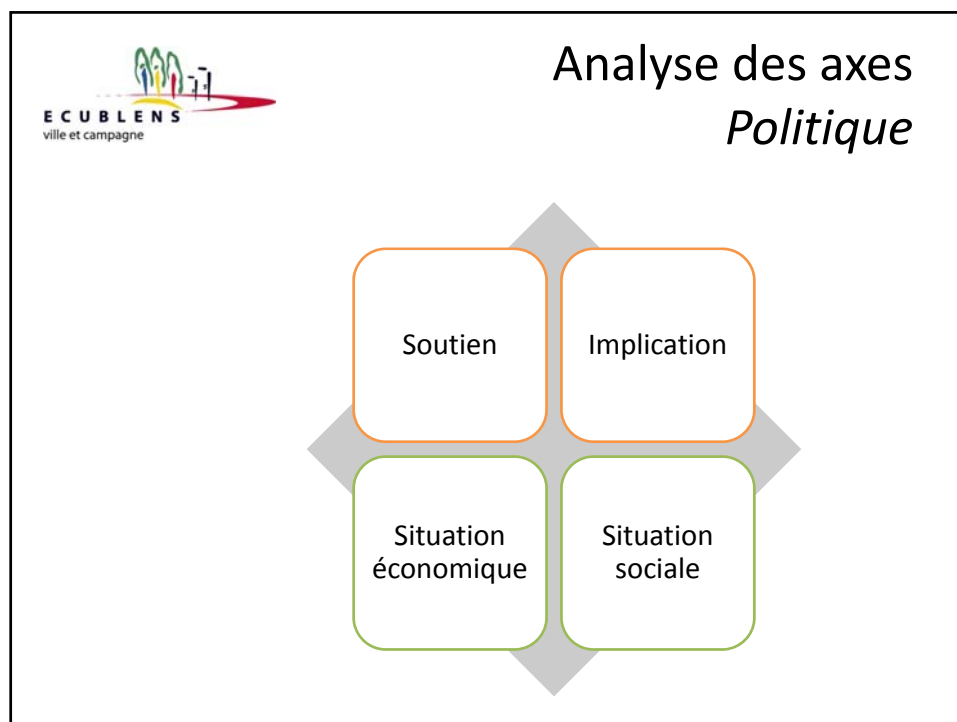 ECUBLENS
ville et campagne
Analyse des axes
Politique
Soutien
Implication
Situation
économique
Situation
sociale